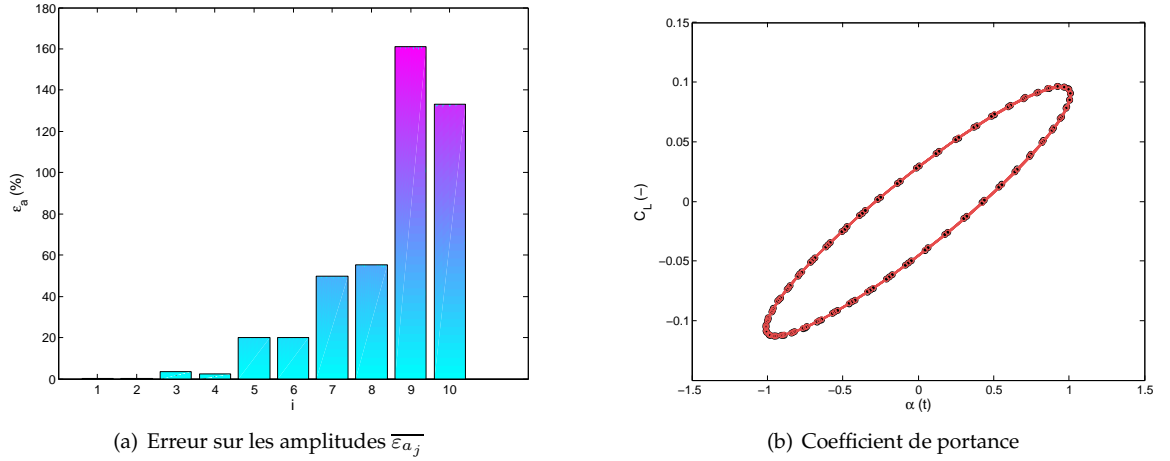 180
160
140
120
100
80
60
40
20
0
ε_a (%)
1 2 3 4 5 6 7 8 9 10
i
(a) Erreur sur les amplitudes $\overline{\varepsilon_{a_j}}$
0.15
0.1
0.05
0
−0.05
−0.1
C_L (−)
−1.5 −1 −0.5 0 0.5 1 1.5
α (t)
(b) Coefficient de portance